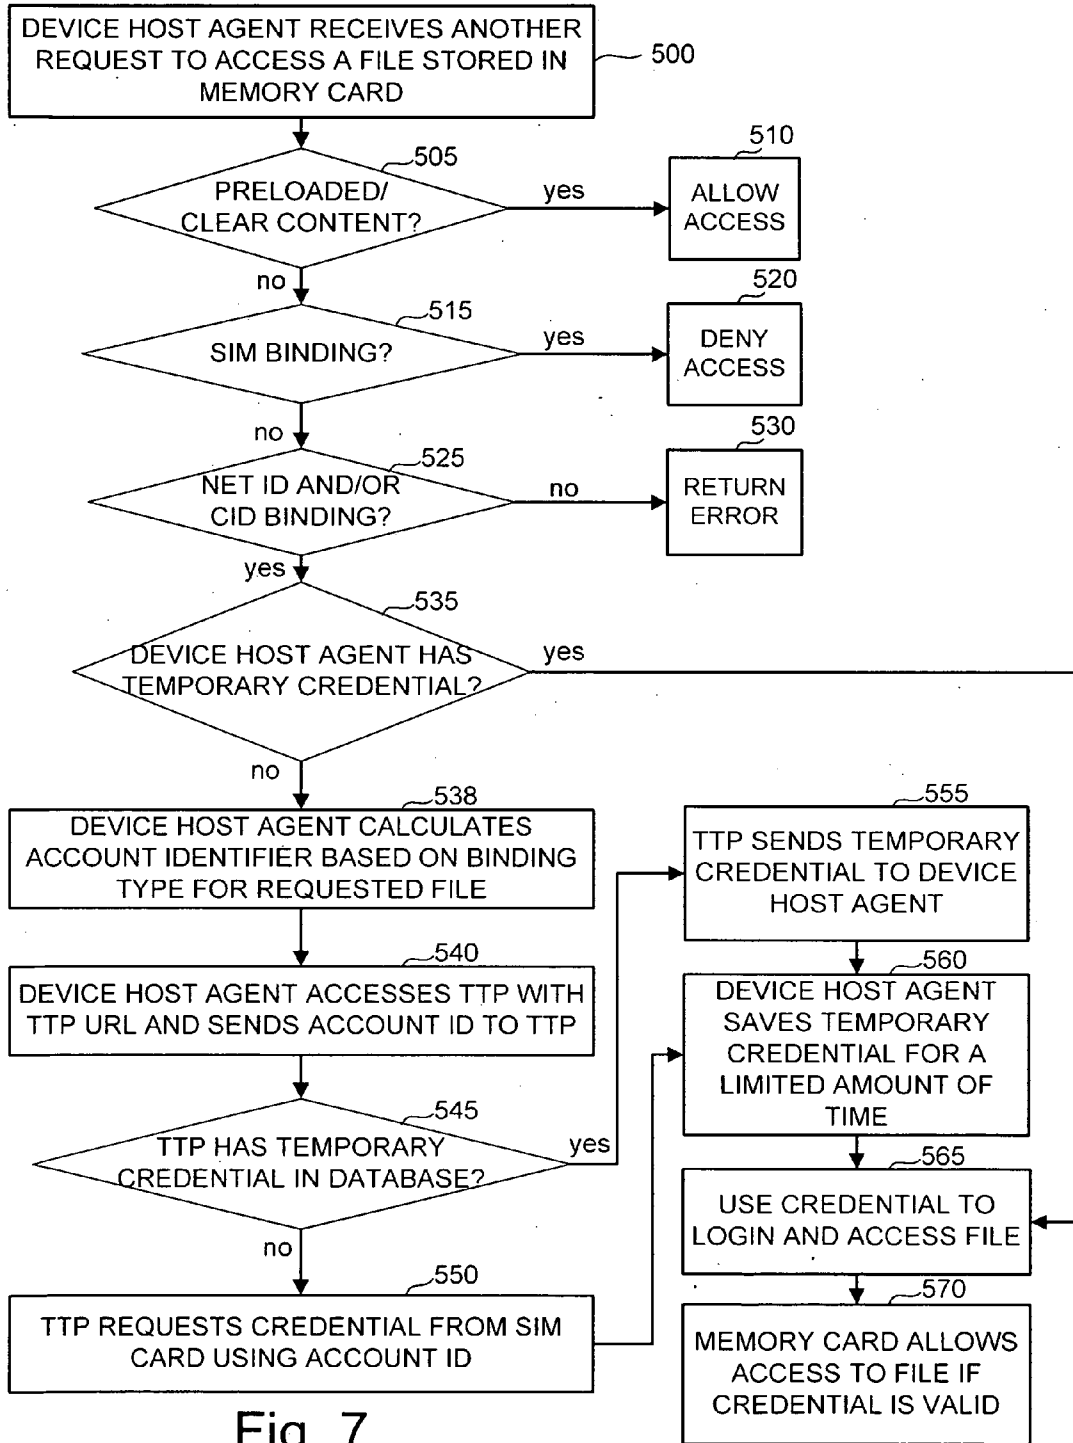 DEVICE HOST AGENT RECEIVES ANOTHER
REQUEST TO ACCESS A FILE STORED IN
MEMORY CARD
500
505
PRELOADED/
CLEAR CONTENT?
yes
510
ALLOW
ACCESS
no
515
SIM BINDING?
yes
520
DENY
ACCESS
no
525
NET ID AND/OR
CID BINDING?
no
530
RETURN
ERROR
yes
535
DEVICE HOST AGENT HAS
TEMPORARY CREDENTIAL?
yes
no
538
DEVICE HOST AGENT CALCULATES
ACCOUNT IDENTIFIER BASED ON BINDING
TYPE FOR REQUESTED FILE
540
DEVICE HOST AGENT ACCESSES TTP WITH
TTP URL AND SENDS ACCOUNT ID TO TTP
545
TTP HAS TEMPORARY
CREDENTIAL IN DATABASE?
yes
no
550
TTP REQUESTS CREDENTIAL FROM SIM
CARD USING ACCOUNT ID
555
TTP SENDS TEMPORARY
CREDENTIAL TO DEVICE
HOST AGENT
560
DEVICE HOST AGENT
SAVES TEMPORARY
CREDENTIAL FOR A
LIMITED AMOUNT OF
TIME
565
USE CREDENTIAL TO
LOGIN AND ACCESS FILE
570
MEMORY CARD ALLOWS
ACCESS TO FILE IF
CREDENTIAL IS VALID
Fig. 7